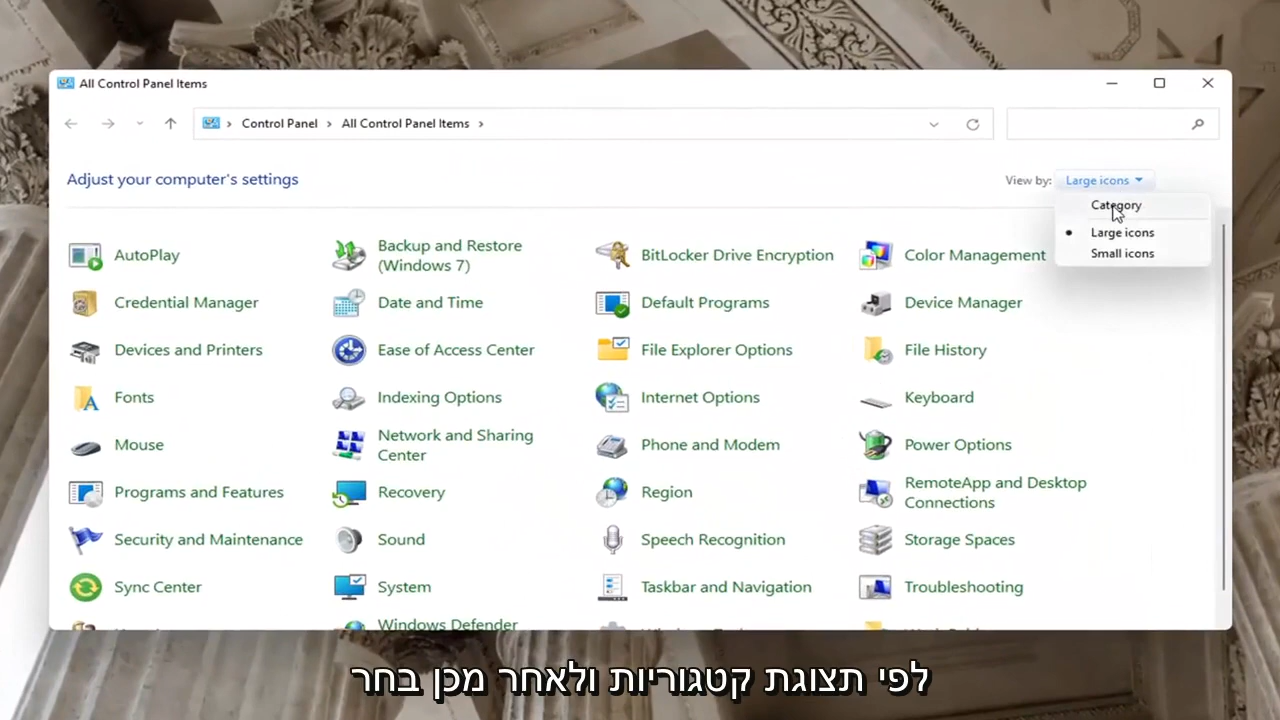 All Control Panel Items
Control Panel
All Control Panel Items
Adjust your computer's settings
View by:
Large icons
Category
Large icons
Small icons
AutoPlay
Backup and Restore
(Windows 7)
BitLocker Drive Encryption
Color Management
Credential Manager
Date and Time
Default Programs
Device Manager
Devices and Printers
Ease of Access Center
File Explorer Options
File History
Fonts
Indexing Options
Internet Options
Keyboard
Mouse
Network and Sharing
Center
Phone and Modem
Power Options
Programs and Features
Recovery
Region
RemoteApp and Desktop
Connections
Security and Maintenance
Sound
Speech Recognition
Storage Spaces
Sync Center
System
Taskbar and Navigation
Troubleshooting
Windows Defender
לפי תצוגת קטגוריות ולאחר מכן בחר